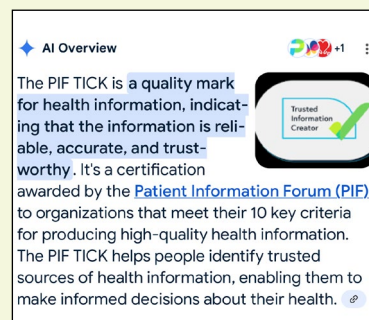 AI Overview
+1
The PIF TICK is a quality mark
for health information, indicat-
ing that the information is reli-
able, accurate, and trust-
worthy. It's a certification
awarded by the Patient Information Forum (PIF)
to organizations that meet their 10 key criteria
for producing high-quality health information.
The PIF TICK helps people identify trusted
sources of health information, enabling them to
make informed decisions about their health.
Trusted
Information
Creator